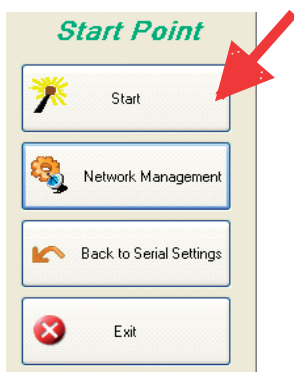 Start Point
Start
Network Management
Back to Serial Settings
Exit